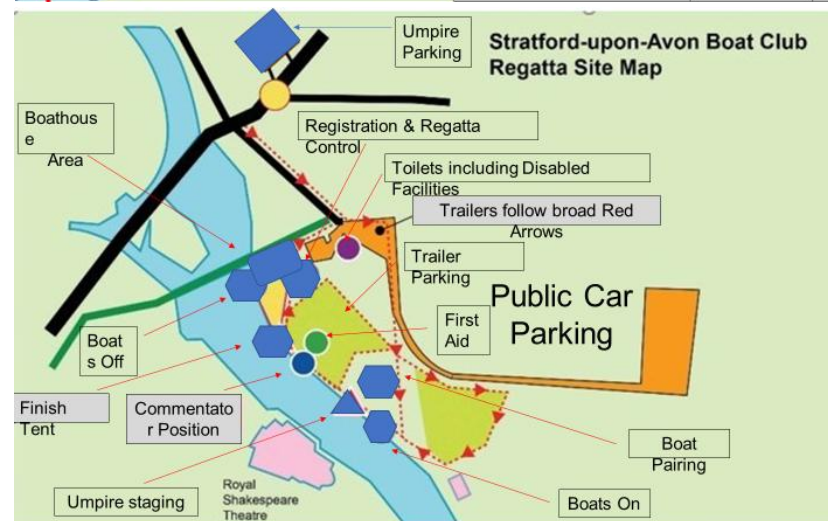 Umpire
Parking
Stratford-upon-Avon Boat Club
Regatta Site Map
Boathous
e
Area
Registration & Regatta
Control
Toilets including Disabled
Facilities
Trailers follow broad Red
Arrows
Trailer
Parking
Public Car
Parking
First
Aid
Boat
s Off
Finish
Tent
Commentato
r Position
Boat
Pairing
Umpire staging
Royal
Shakespeare
Theatre
Boats On